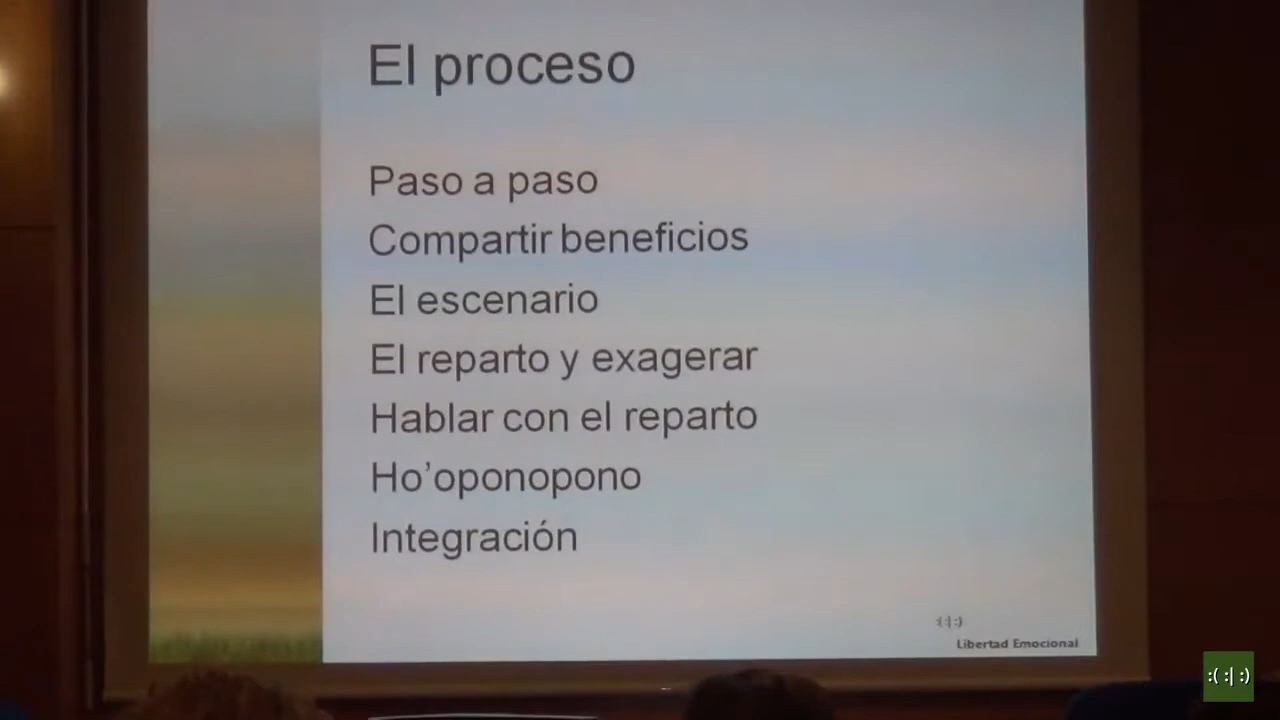 El proceso
Paso a paso
Compartir beneficios
El escenario
El reparto y exagerar
Hablar con el reparto
Ho’oponopono
Integración
:(:|:)
Libertad Emocional
:( :| :)